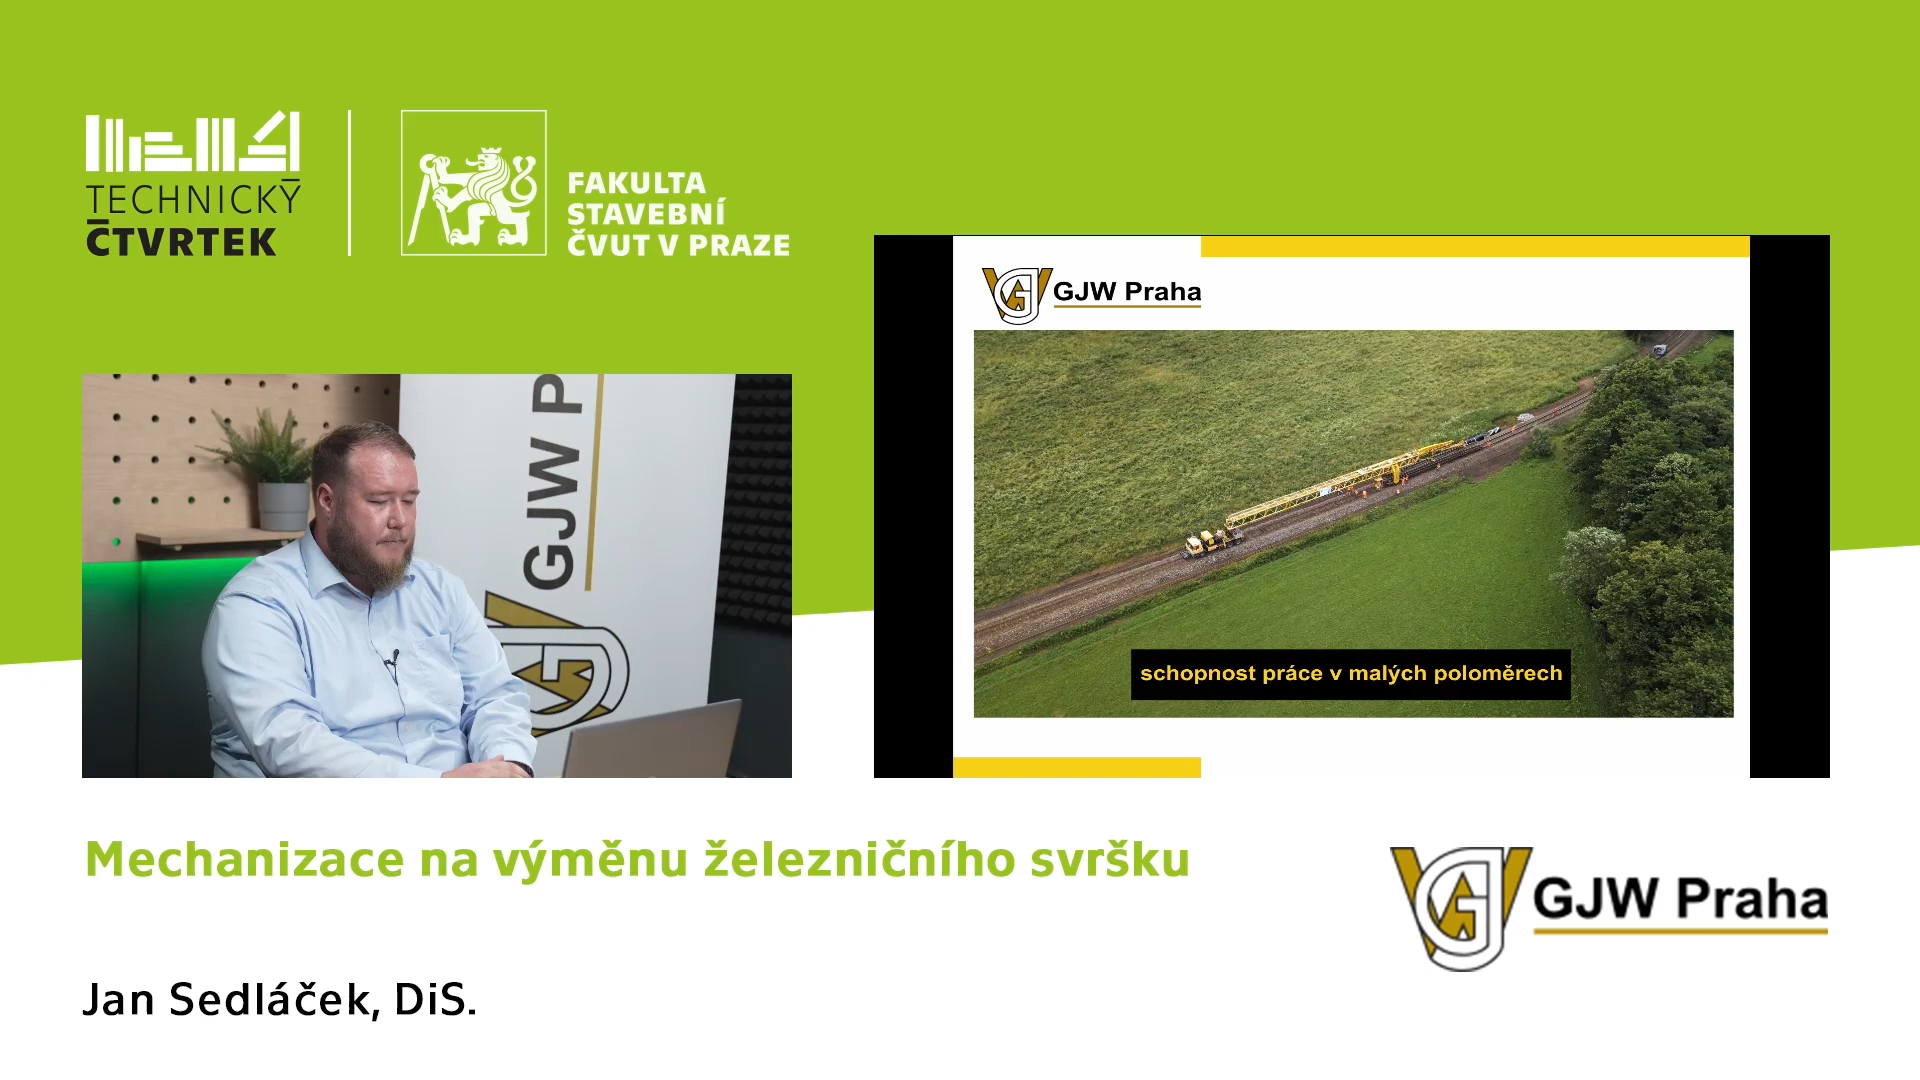 TECHNICKÝ
ČTVRTEK
FAKULTA
STAVEBNÍ
ČVUT V PRAZE
GJW Praha
GJW P
schopnost práce v malých poloměrech
Mechanizace na výměnu železničního svršku
GJW Praha
Jan Sedláček, DiS.